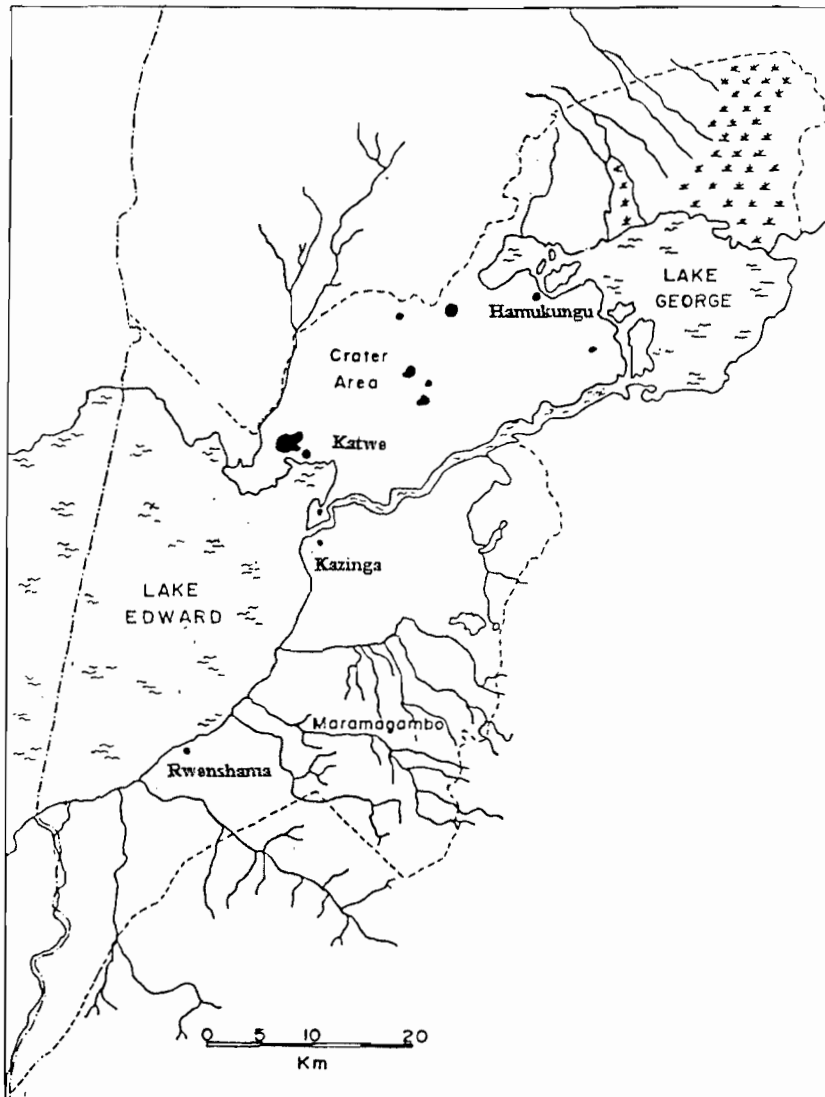 LAKE
GEORGE
Hamukungu
Crater
Area
Katwe
Kazinga
LAKE
EDWARD
Maramagambo
Rwenshama
0 5 10 20
Km